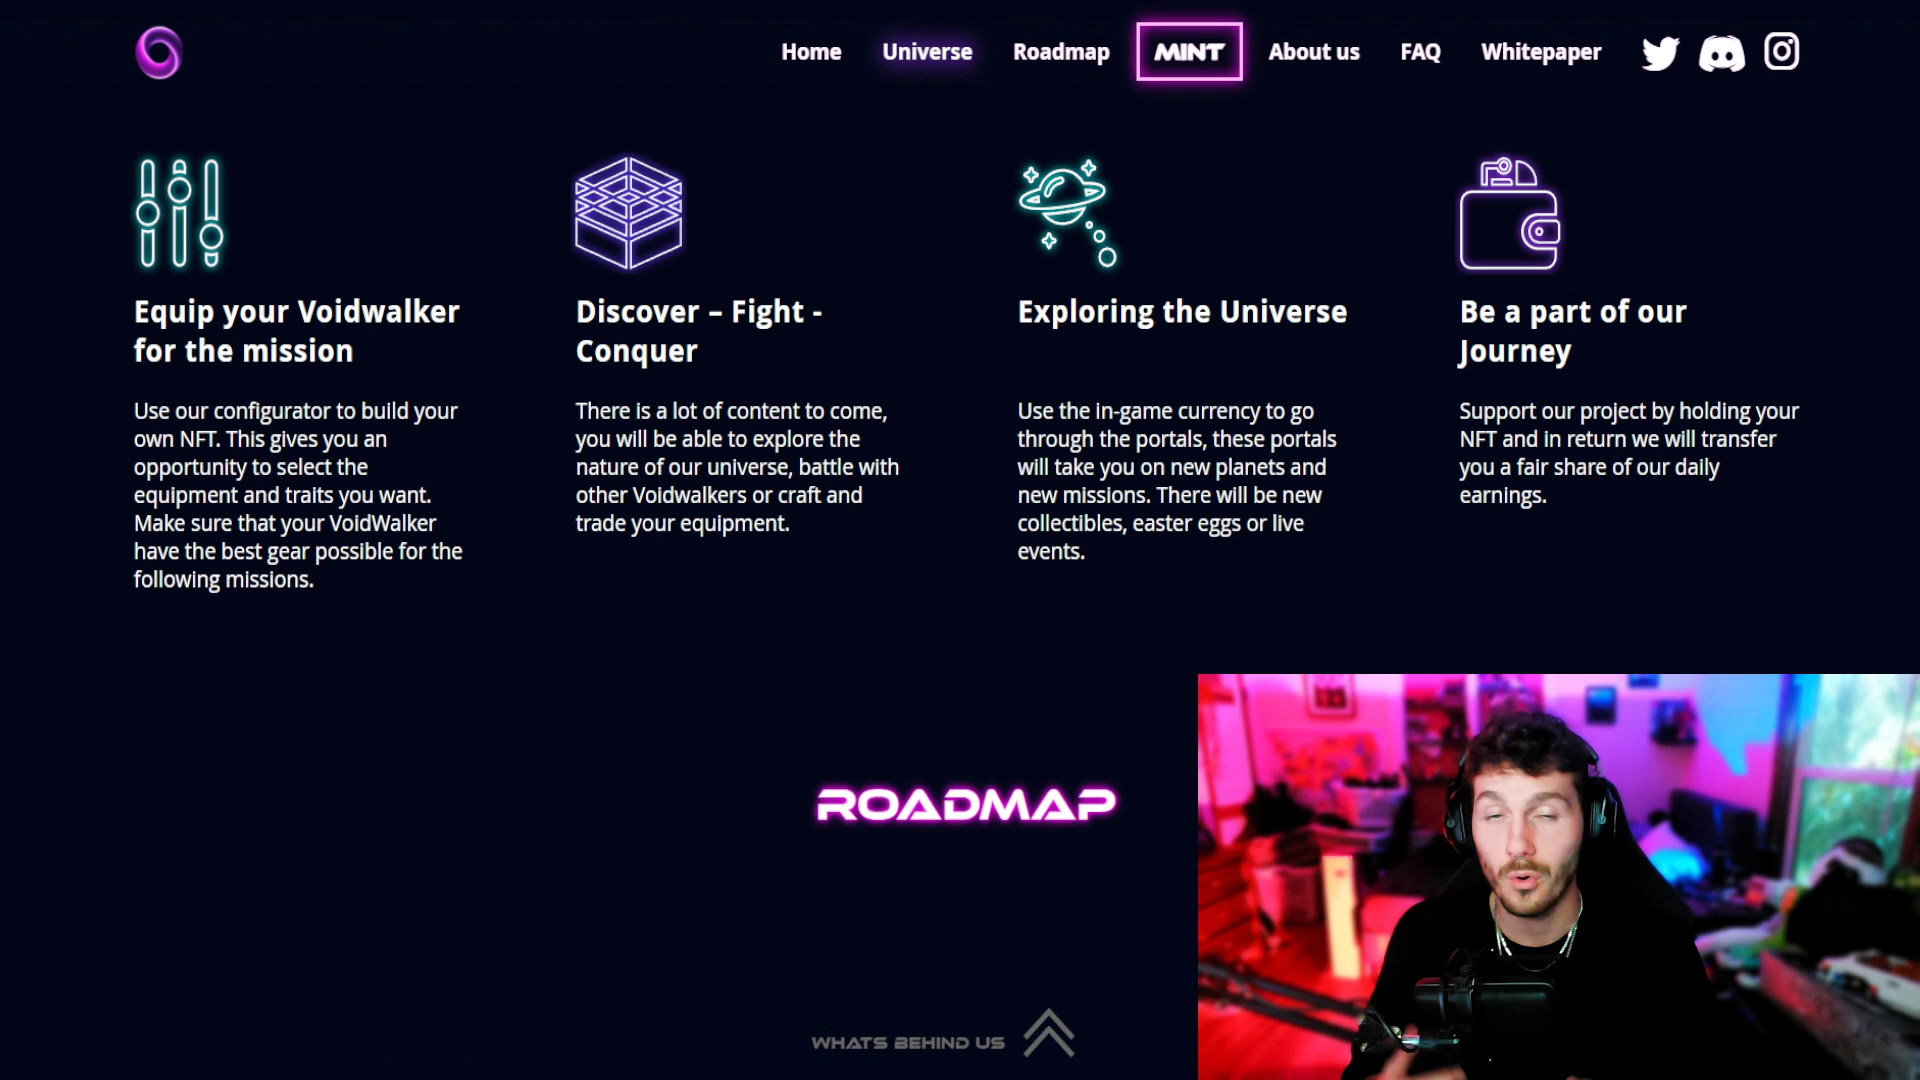 Home Universe Roadmap MINT About us FAQ Whitepaper
Equip your Voidwalker
for the mission
Use our configurator to build your
own NFT. This gives you an
opportunity to select the
equipment and traits you want.
Make sure that your VoidWalker
have the best gear possible for the
following missions.
Discover – Fight -
Conquer
There is a lot of content to come,
you will be able to explore the
nature of our universe, battle with
other Voidwalkers or craft and
trade your equipment.
Exploring the Universe
Use the in-game currency to go
through the portals, these portals
will take you on new planets and
new missions. There will be new
collectibles, easter eggs or live
events.
Be a part of our
Journey
Support our project by holding your
NFT and in return we will transfer
you a fair share of our daily
earnings.
ROADMAP
WHATS BEHIND US